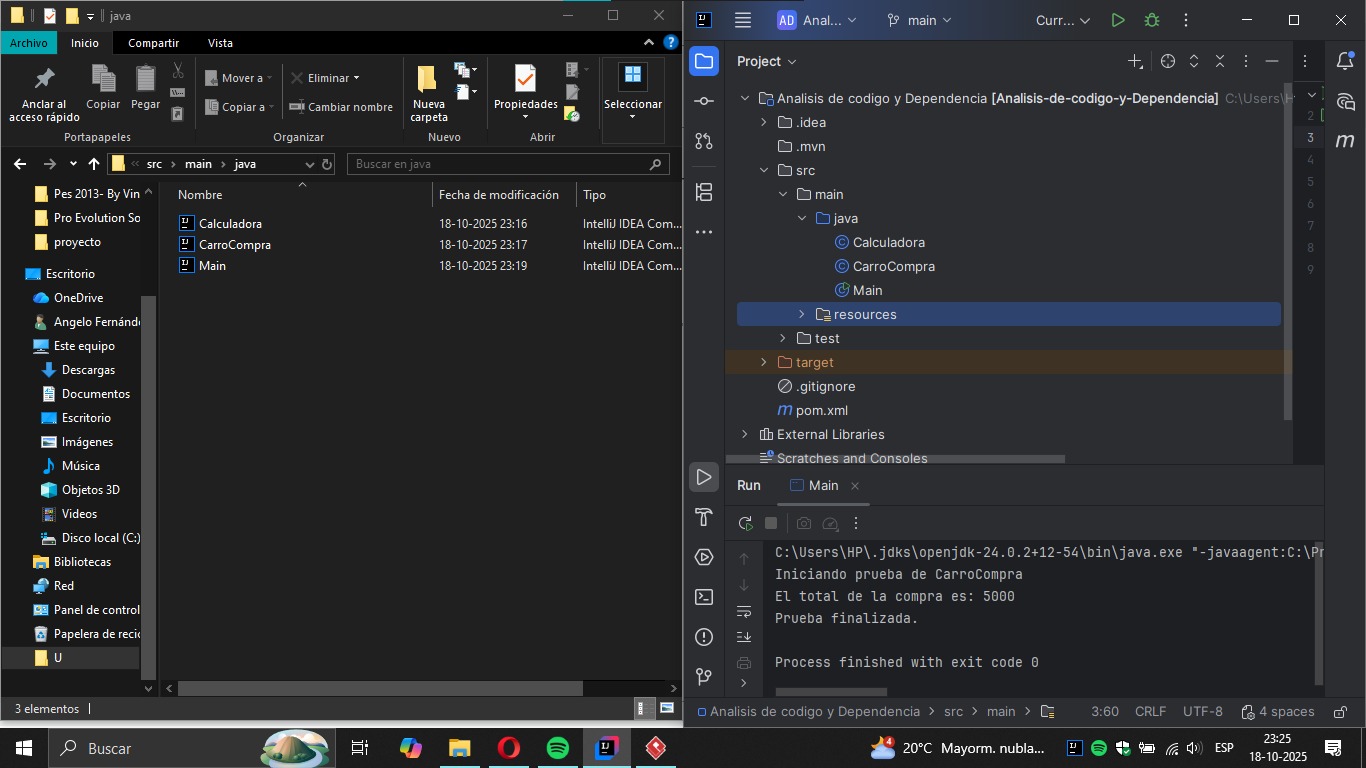 java
Archivo Inicio Compartir Vista
Anclar al
acceso rápido
Copiar
Pegar
Portapapeles
Mover a
Copiar a
Eliminar
Cambiar nombre
Organizar
Nueva
carpeta
Nuevo
Propiedades
Abrir
Seleccionar
src main java
Buscar en java
Pes 2013- By Vin
Pro Evolution So
proyecto
Escritorio
OneDrive
Angelo Fernánd
Este equipo
Descargas
Documentos
Escritorio
Imágenes
Música
Objetos 3D
Videos
Disco local (C:)
Bibliotecas
Red
Panel de control
Papelera de reci
U
Nombre Fecha de modificación Tipo
Calculadora 18-10-2025 23:16 IntelliJ IDEA Com...
CarroCompra 18-10-2025 23:17 IntelliJ IDEA Com...
Main 18-10-2025 23:19 IntelliJ IDEA Com...
3 elementos
AD Anal... main Curr...
Project
Analisis de codigo y Dependencia [Analisis-de-codigo-y-Dependencia] C:\Users\H
.idea
.mvn
src
main
java
Calculadora
CarroCompra
Main
resources
test
target
.gitignore
pom.xml
External Libraries
Scratches and Consoles
2
3
4
5
6
7
8
9
Run Main
C:\Users\HP\.jdks\openjdk-24.0.2+12-54\bin\java.exe "-javaagent:C:\Pr
Iniciando prueba de CarroCompra
El total de la compra es: 5000
Prueba finalizada.
Process finished with exit code 0
Analisis de codigo y Dependencia src main 3:60 CRLF UTF-8 4 spaces
Buscar
4
20°C Mayorm. nubla...
ESP
23:25
18-10-2025